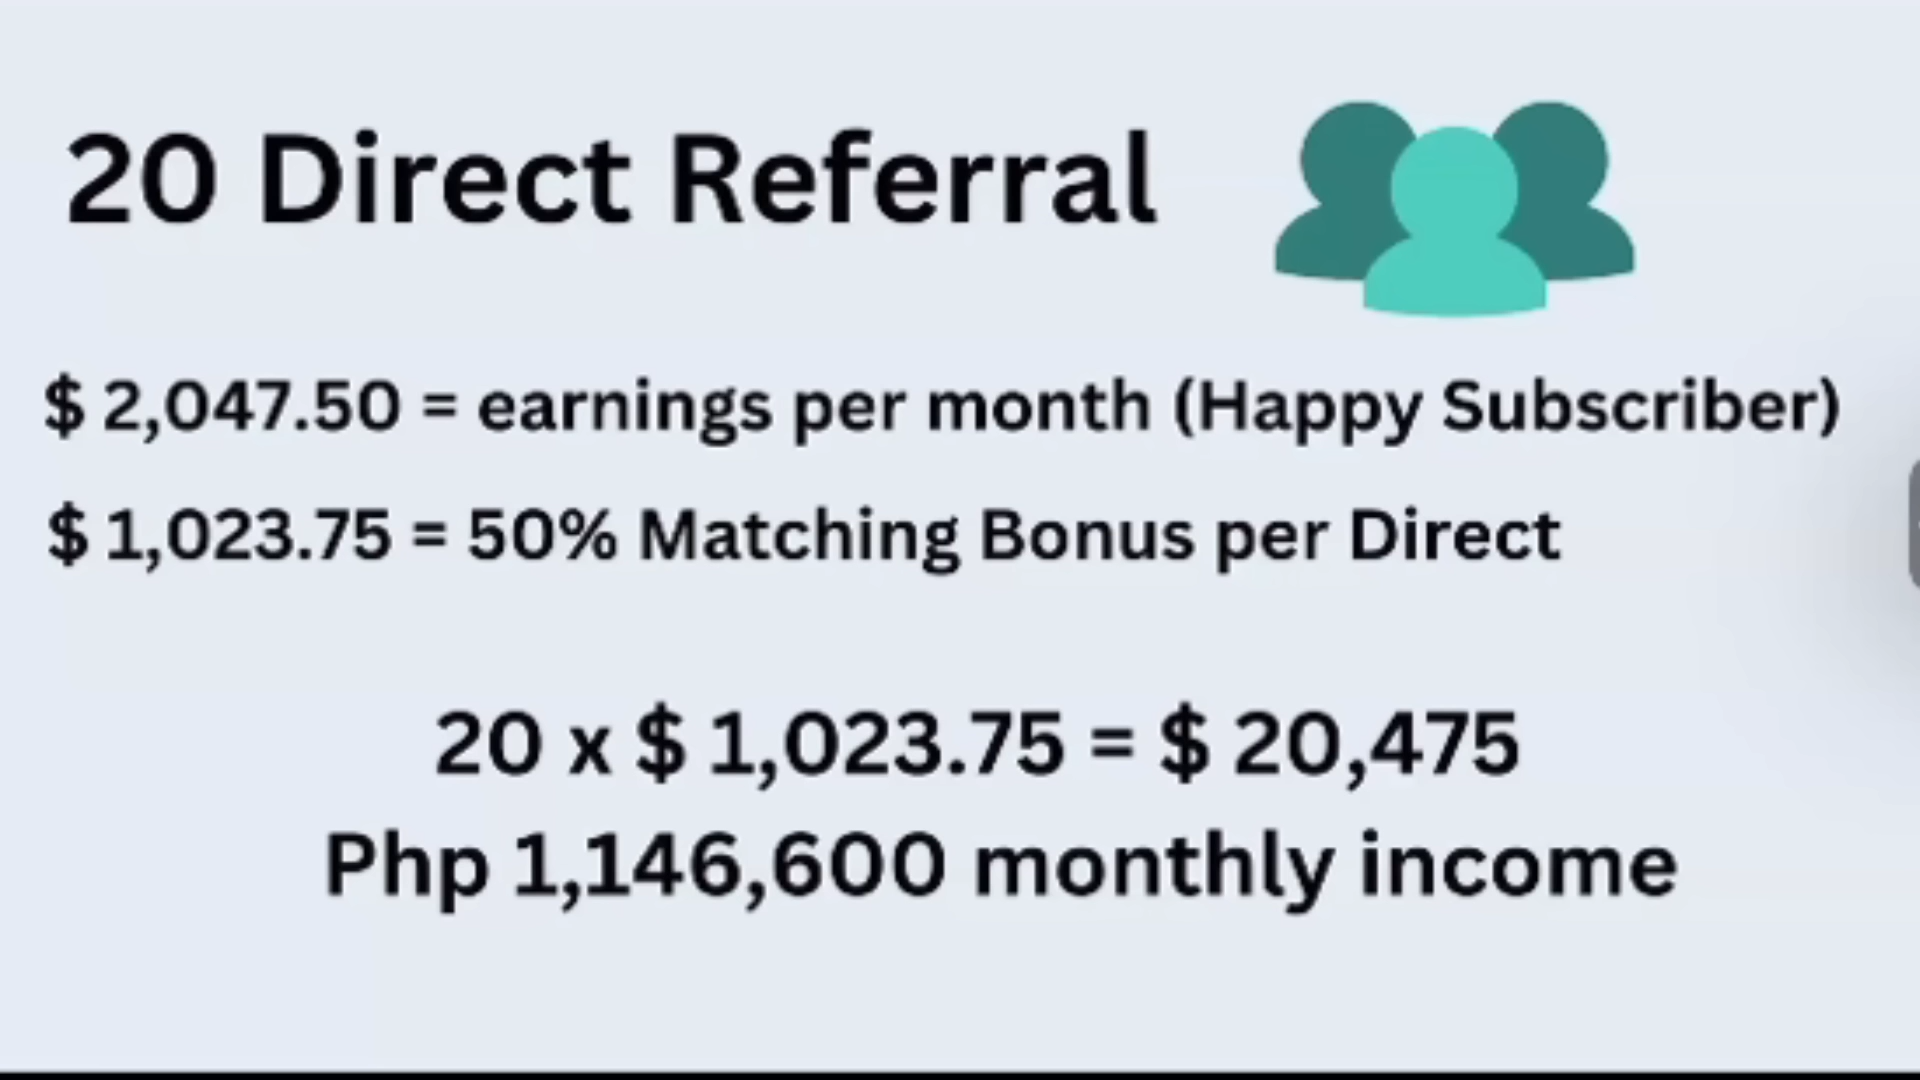 20 Direct Referral
$ 2,047.50 = earnings per month (Happy Subscriber)
$ 1,023.75 = 50% Matching Bonus per Direct
20 x $ 1,023.75 = $ 20,475
Php 1,146,600 monthly income